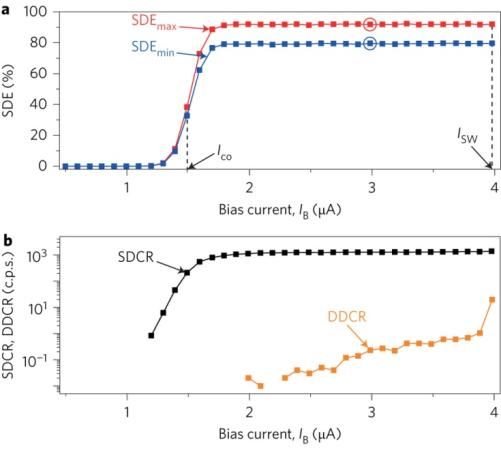 a
100
80
60
40
20
0
SDE (%)
SDEmax
SDEmin
Ico
ISW
1 2 3 4
Bias current, IB (μA)
b
10³
10¹
10⁻¹
SDCR, DDCR (c.p.s.)
SDCR
DDCR
1 2 3 4
Bias current, IB (μA)